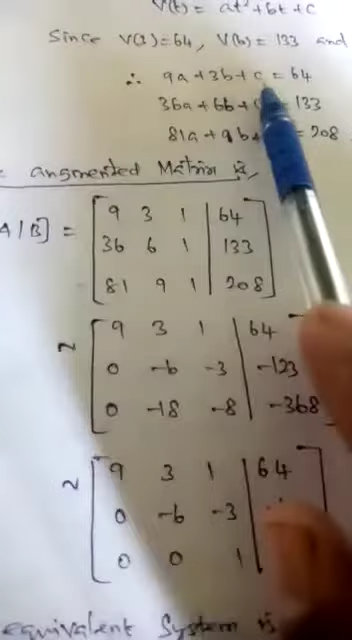 V(t) = at² + bt + c
Since V(3) = 64, V(6) = 133 and
∴ 9a + 3b + c = 64
36a + 6b + = 133
81a + 9b + = 208
augmented Matrix is,
A | B] = [ 9 3 1 | 64 ]
36 6 1 | 133
81 9 1 | 208
~ [ 9 3 1 | 64 ]
0 -6 -3 | -123
0 -18 -8 | -368
~ [ 9 3 1 | 64 ]
0 -6 -3
0 0 1
equivalent System is